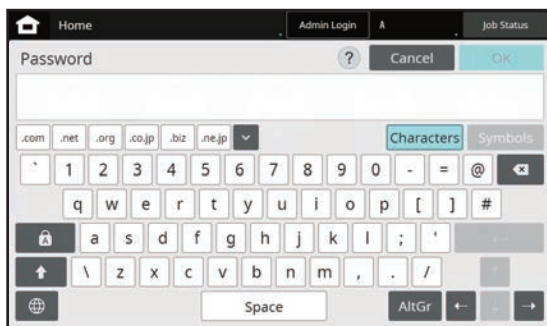 Home Admin Login A Job Status
Password ? Cancel OK
.com .net .org .co.jp .biz .ne.jp Characters Symbols
` 1 2 3 4 5 6 7 8 9 0 - = @
q w e r t y u i o p [ ] #
A a s d f g h j k l ; '
\ z x c v b n m , . /
Space AltGr